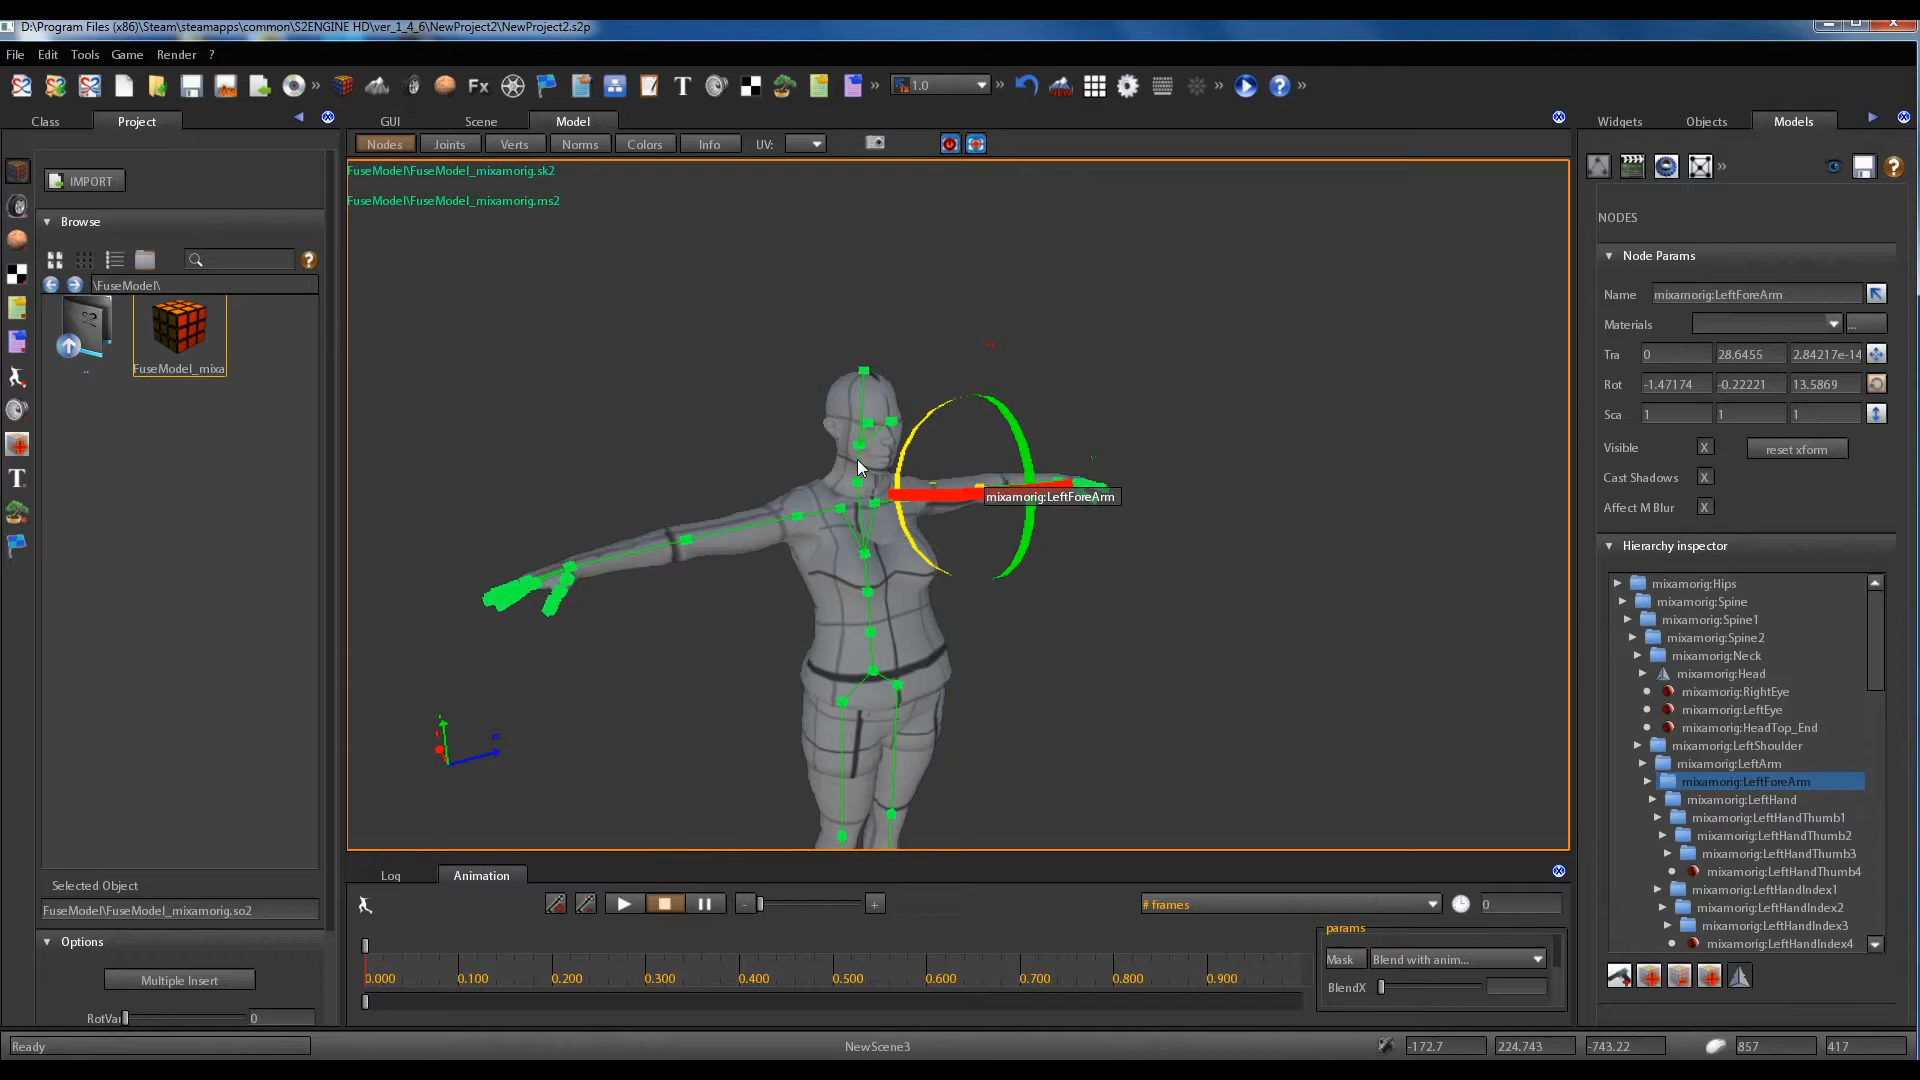 D:\Program Files (x86)\Steam\steamapps\common\S2ENGINE HD\ver_1_4_6\NewProject2\NewProject2.s2p
File Edit Tools Game Render ?
Fx T 1.0
Class Project GUI Scene Model Widgets Objects Models
Nodes Joints Verts Norms Colors Info UV:
FuseModel\FuseModel_mixamorig.sk2
FuseModel\FuseModel_mixamorig.ms2
IMPORT
Browse
\FuseModel\
..
FuseModel_mixa
Selected Object
FuseModel\FuseModel_mixamorig.so2
Options
Multiple Insert
RotVar 0
mixamorig:LeftForeArm
NODES
Node Params
Name mixamorig:LeftForeArm
Materials ...
Tra 0 28.6455 2.84217e-14
Rot -1.47174 -0.22221 13.5869
Sca 1 1 1
Visible X reset xform
Cast Shadows X
Affect M Blur X
Hierarchy inspector
mixamorig:Hips
mixamorig:Spine
mixamorig:Spine1
mixamorig:Spine2
mixamorig:Neck
mixamorig:Head
mixamorig:RightEye
mixamorig:LeftEye
mixamorig:HeadTop_End
mixamorig:LeftShoulder
mixamorig:LeftArm
mixamorig:LeftForeArm
mixamorig:LeftHand
mixamorig:LeftHandThumb1
mixamorig:LeftHandThumb2
mixamorig:LeftHandThumb3
mixamorig:LeftHandThumb4
mixamorig:LeftHandIndex1
mixamorig:LeftHandIndex2
mixamorig:LeftHandIndex3
mixamorig:LeftHandIndex4
Log Animation
- + # frames 0
0.000 0.100 0.200 0.300 0.400 0.500 0.600 0.700 0.800 0.900
params
Mask Blend with anim...
BlendX
Ready NewScene3 -172.7 224.743 -743.22 857 417